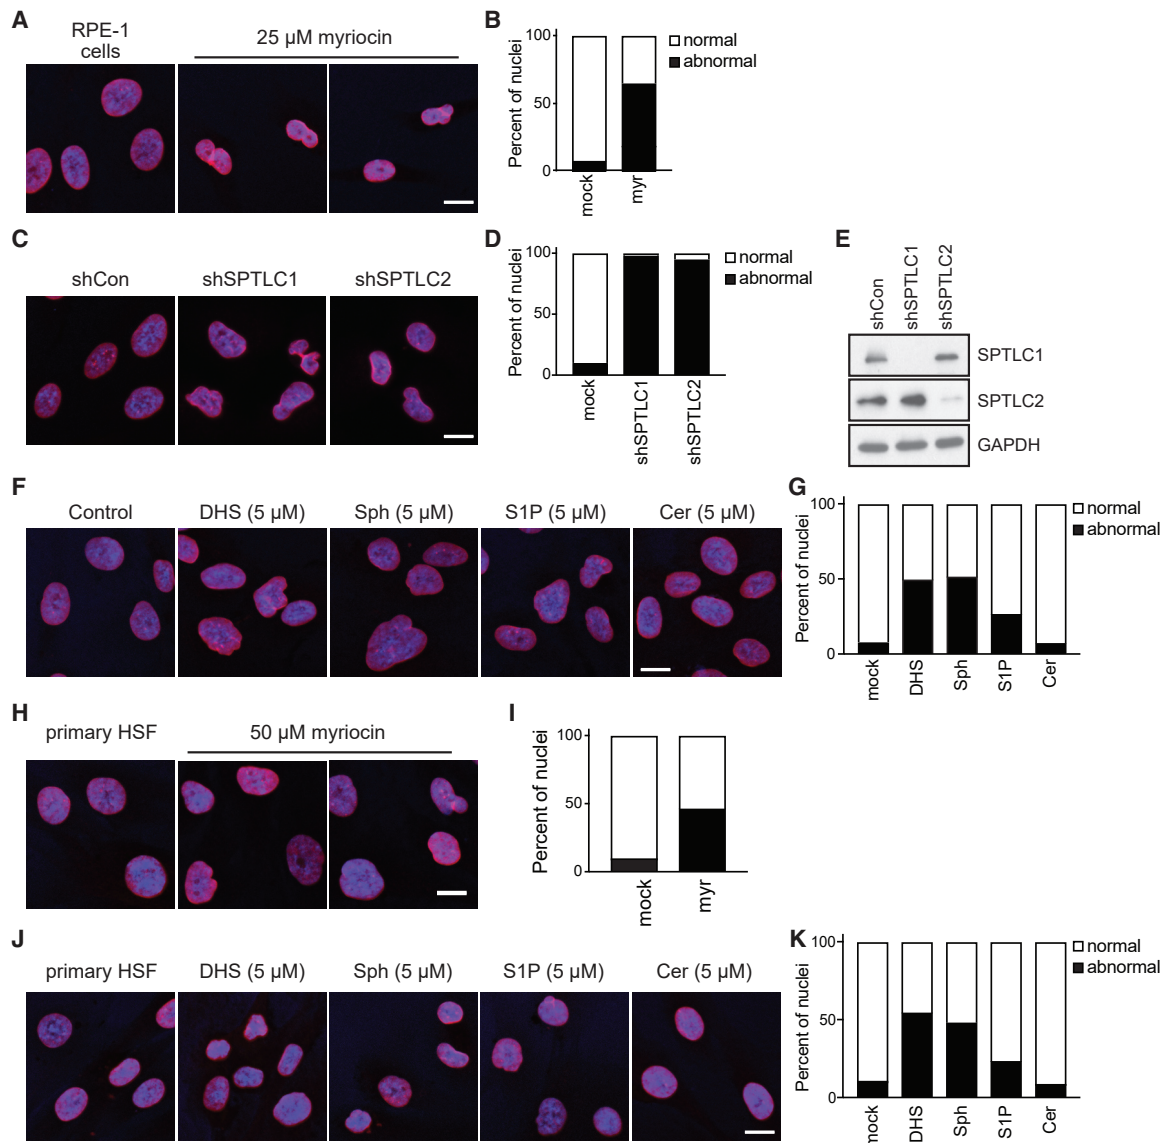 A
RPE-1
cells
25 µM myriocin
B
Percent of nuclei
100
50
0
mock
myr
normal
abnormal
C
shCon
shSPTLC1
shSPTLC2
D
Percent of nuclei
100
50
0
mock
shSPTLC1
shSPTLC2
normal
abnormal
E
shCon
shSPTLC1
shSPTLC2
SPTLC1
SPTLC2
GAPDH
F
Control
DHS (5 µM)
Sph (5 µM)
S1P (5 µM)
Cer (5 µM)
G
Percent of nuclei
100
50
0
mock
DHS
Sph
S1P
Cer
normal
abnormal
H
primary HSF
50 µM myriocin
I
Percent of nuclei
100
50
0
mock
myr
J
primary HSF
DHS (5 µM)
Sph (5 µM)
S1P (5 µM)
Cer (5 µM)
K
Percent of nuclei
100
50
0
mock
DHS
Sph
S1P
Cer
normal
abnormal